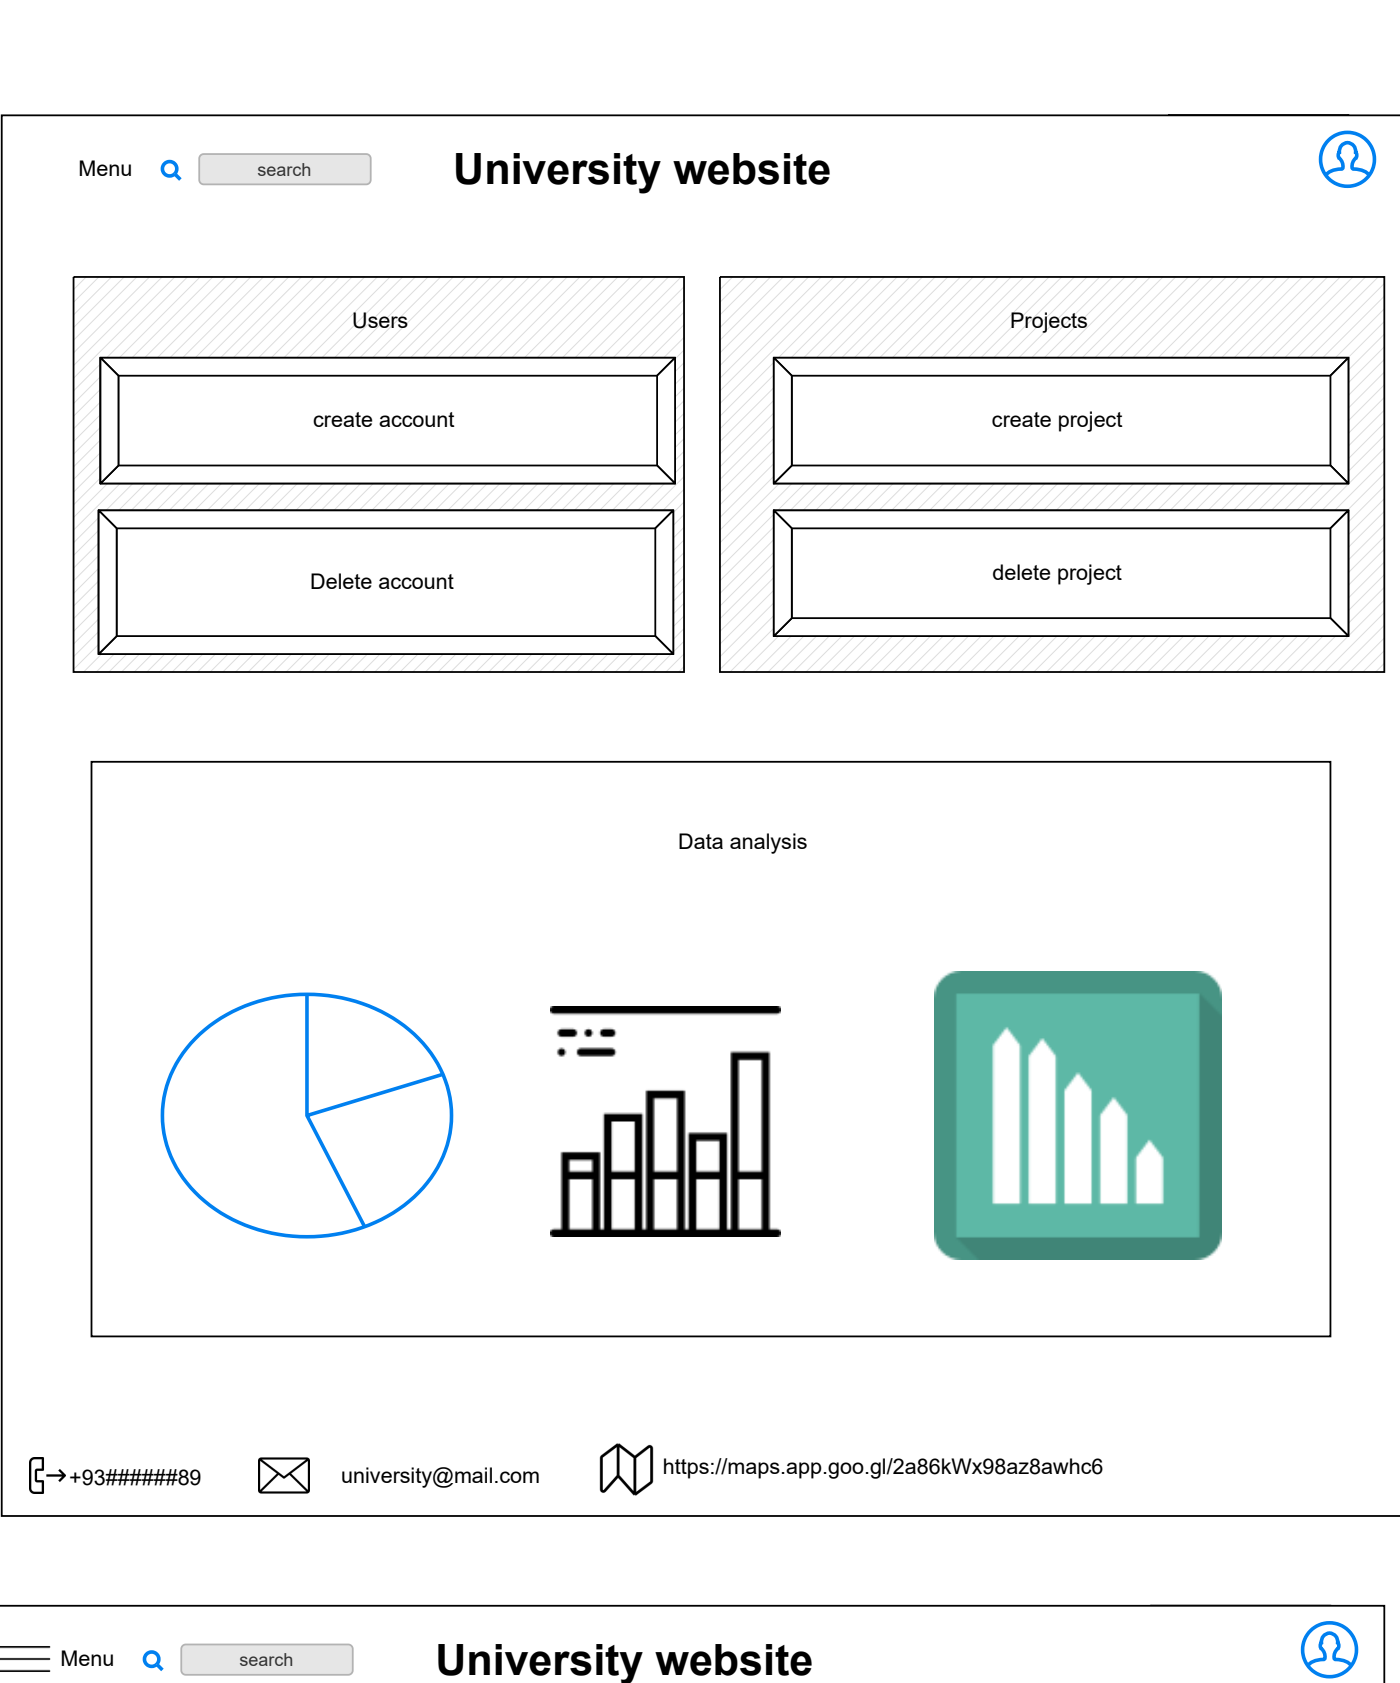 Menu
search
University website
Users
Projects
create account
create project
Delete account
delete project
Data analysis
+93######89
university@mail.com
https://maps.app.goo.gl/2a86kWx98az8awhc6
Menu
search
University website